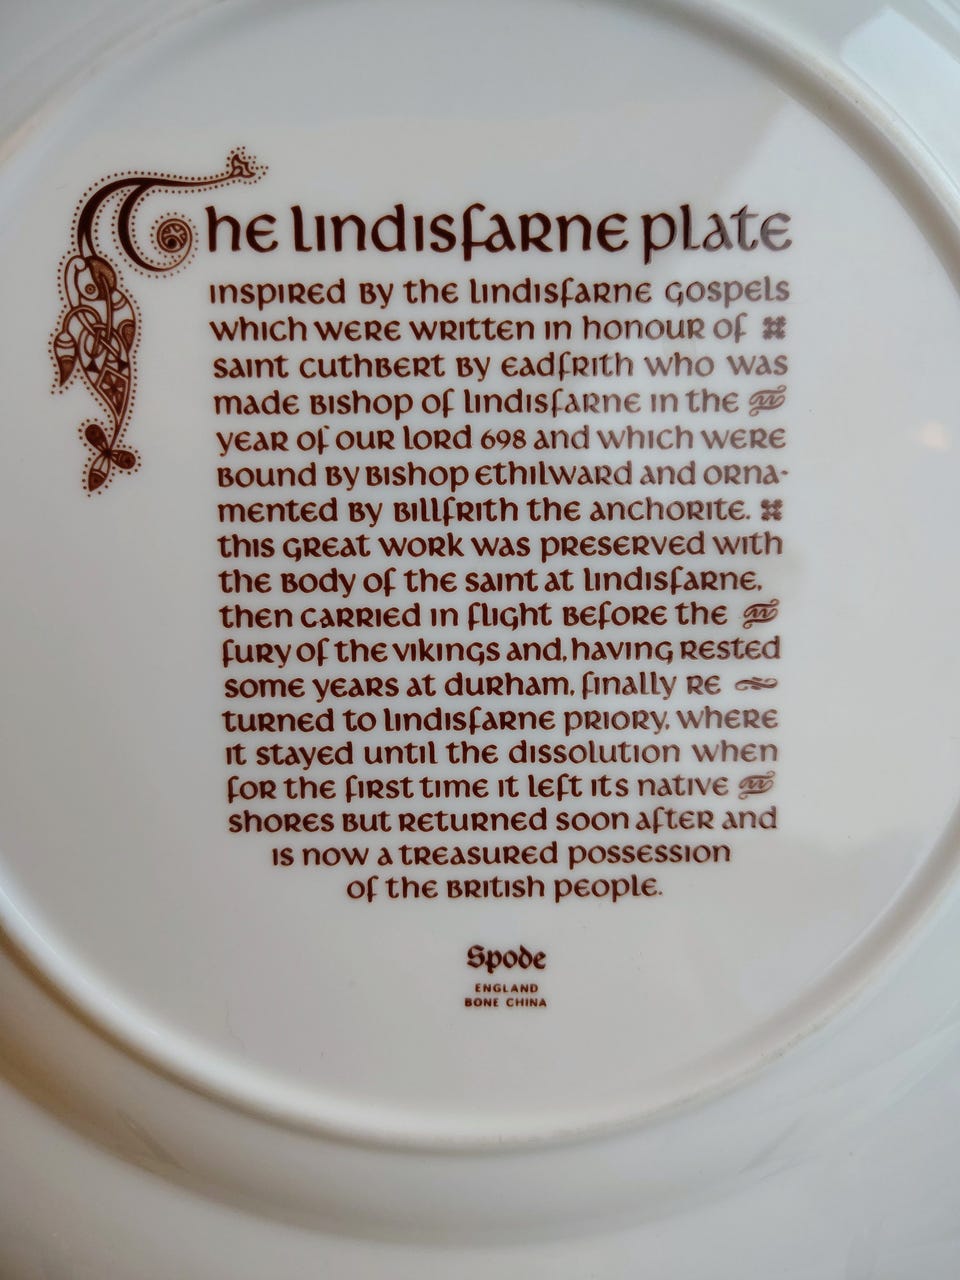 The Lindisfarne Plate
inspired by the Lindisfarne Gospels
which were written in honour of
Saint Cuthbert by Eadfrith who was
made Bishop of Lindisfarne in the
year of our Lord 698 and which were
bound by Bishop Ethilward and orna-
mented by Billfrith the anchorite.
this great work was preserved with
the body of the saint at Lindisfarne,
then carried in flight before the
fury of the vikings and, having rested
some years at Durham, finally re
turned to Lindisfarne Priory, where
it stayed until the dissolution when
for the first time it left its native
shores but returned soon after and
is now a treasured possession
of the British people.
Spode
ENGLAND
BONE CHINA